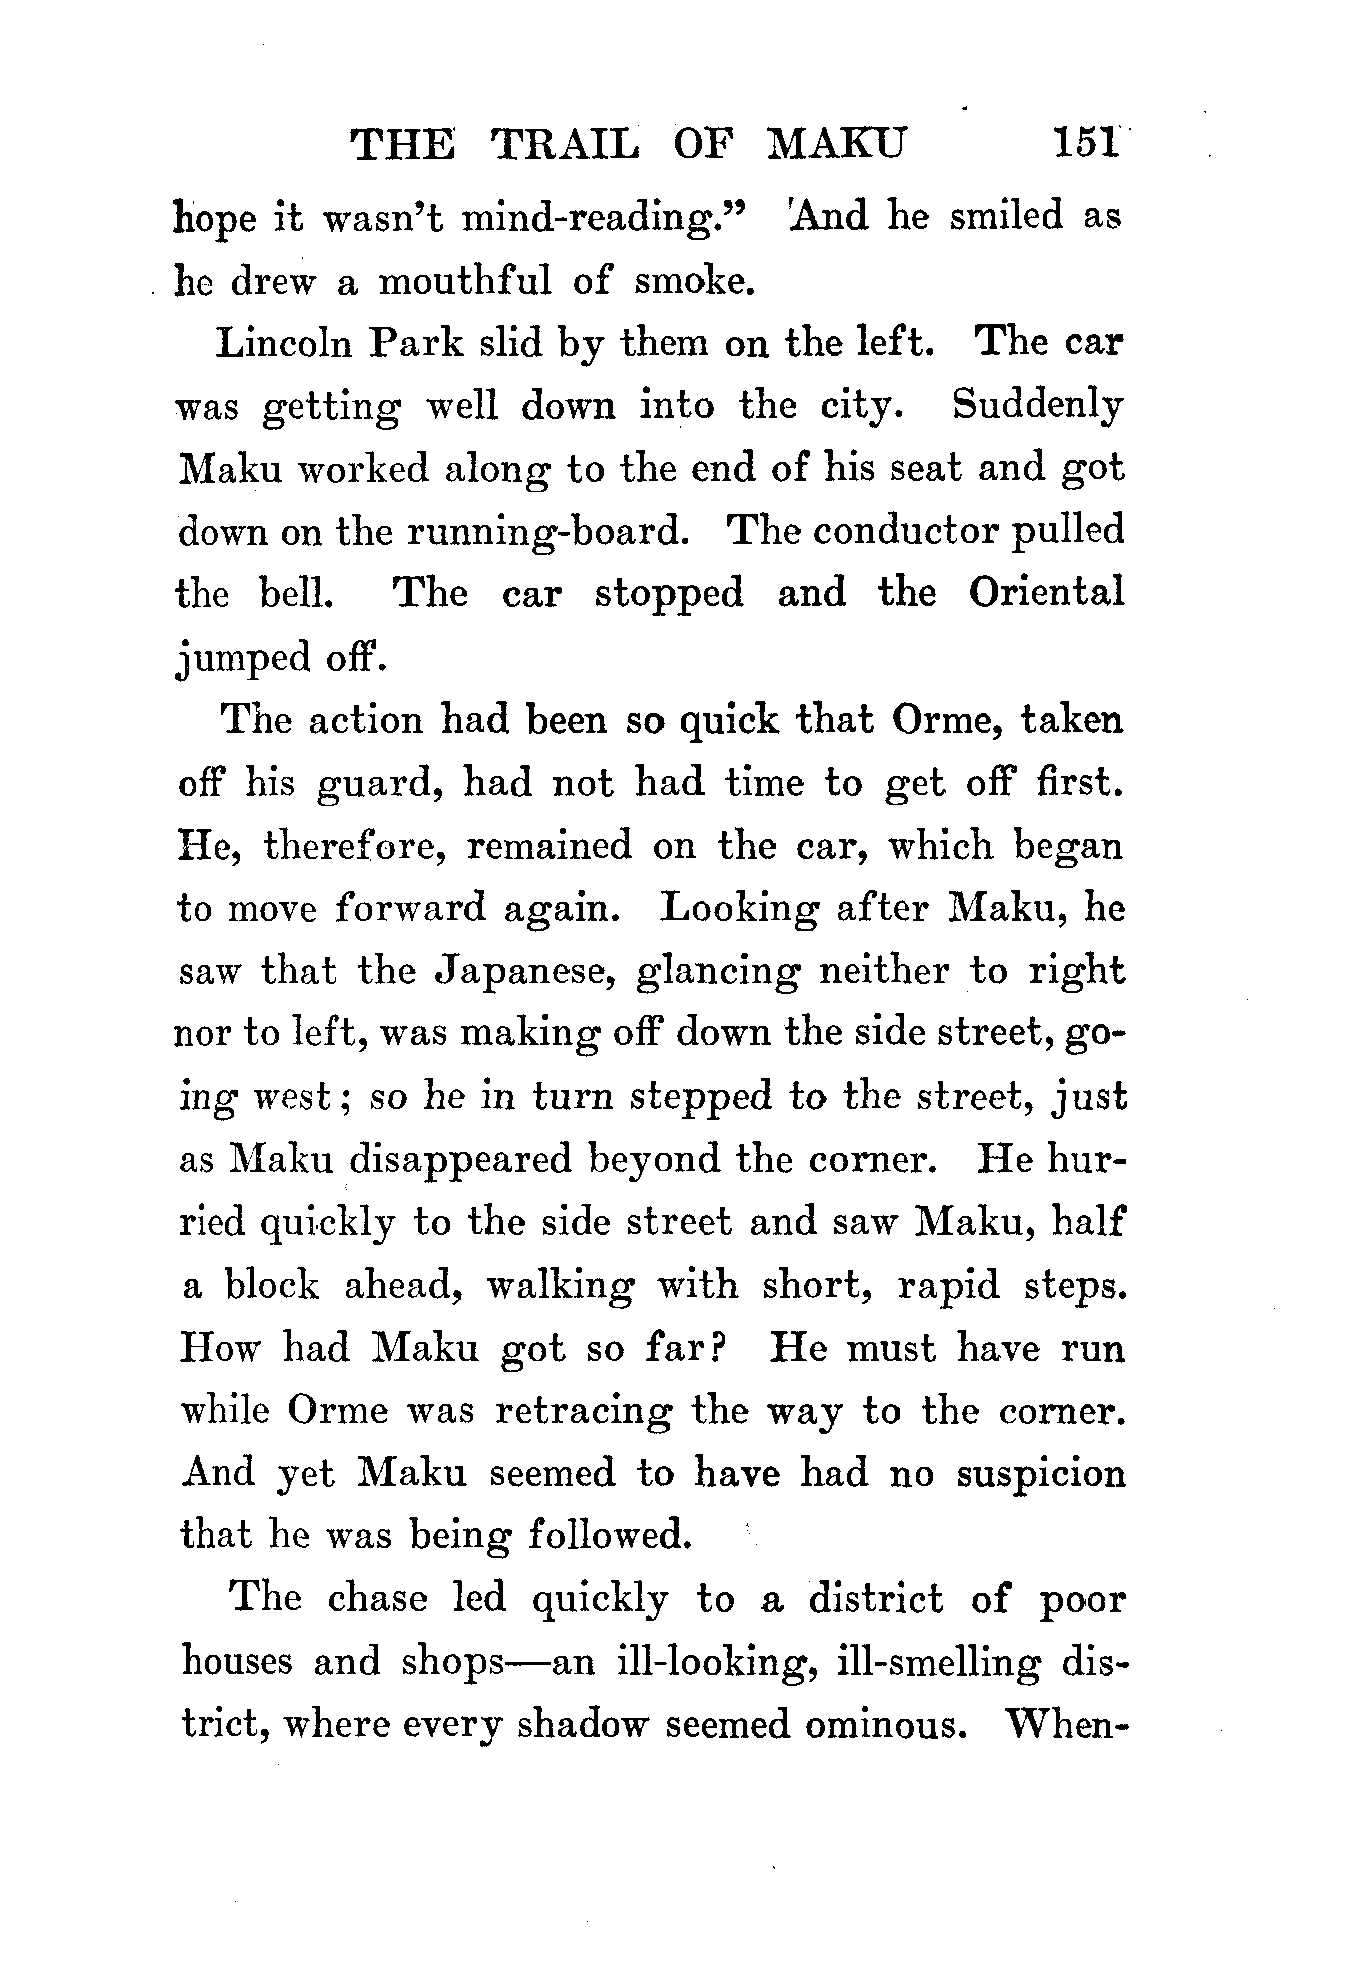 THE TRAIL OF MAKU 151
hope it wasn't mind-reading." And he smiled as
he drew a mouthful of smoke.
Lincoln Park slid by them on the left. The car
was getting well down into the city. Suddenly
Maku worked along to the end of his seat and got
down on the running-board. The conductor pulled
the bell. The car stopped and the Oriental
jumped off.
The action had been so quick that Orme, taken
off his guard, had not had time to get off first.
He, therefore, remained on the car, which began
to move forward again. Looking after Maku, he
saw that the Japanese, glancing neither to right
nor to left, was making off down the side street, go-
ing west; so he in turn stepped to the street, just
as Maku disappeared beyond the corner. He hur-
ried quickly to the side street and saw Maku, half
a block ahead, walking with short, rapid steps.
How had Maku got so far? He must have run
while Orme was retracing the way to the corner.
And yet Maku seemed to have had no suspicion
that he was being followed.
The chase led quickly to a district of poor
houses and shops—an ill-looking, ill-smelling dis-
trict, where every shadow seemed ominous. When-